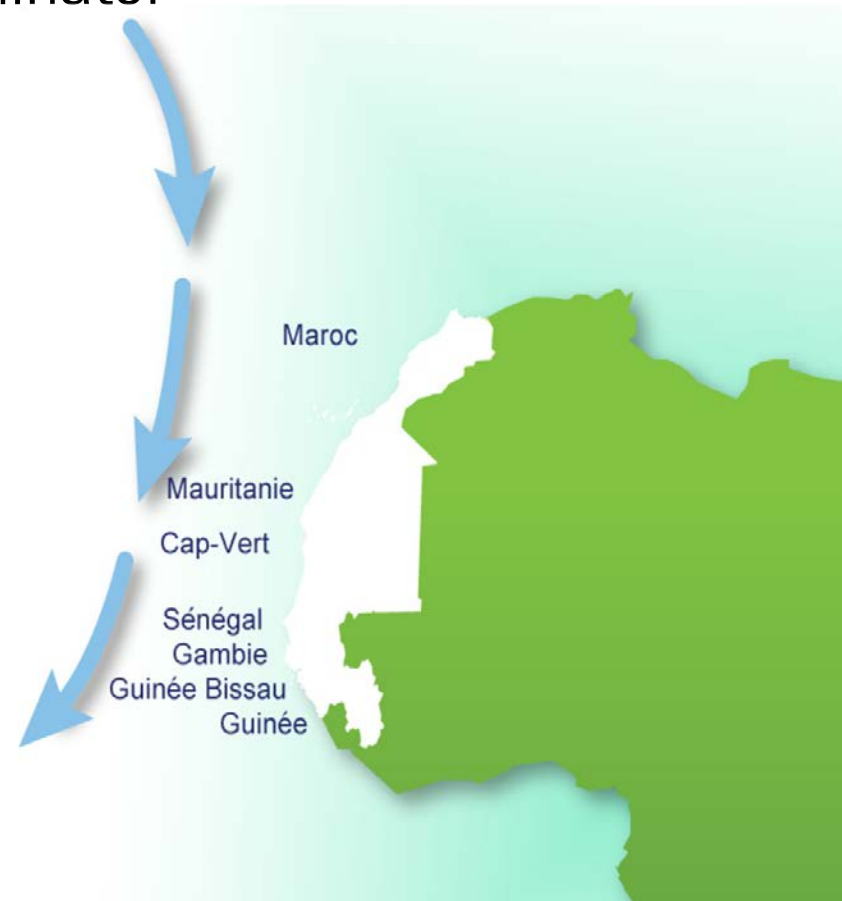 Maroc
Mauritanie
Cap-Vert
Sénégal
Gambie
Guinée Bissau
Guinée